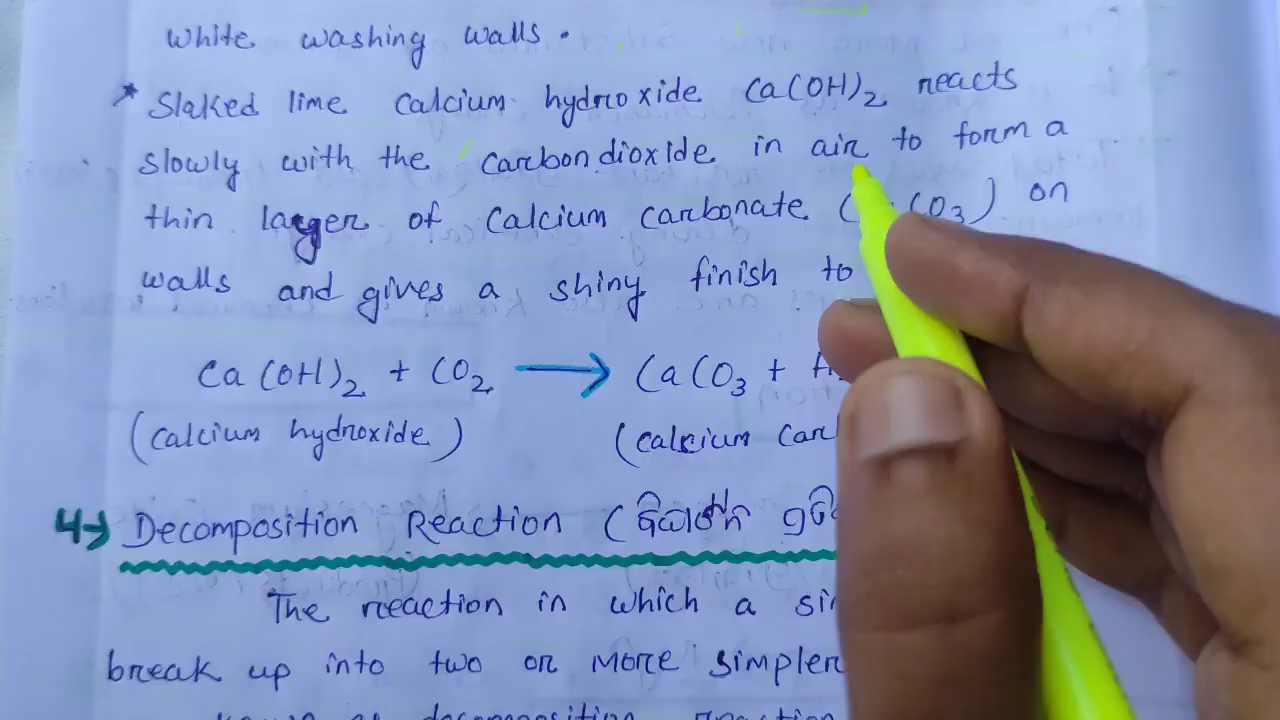 white washing walls.
* Slaked lime calcium hydroxide Ca(OH)2 reacts
slowly with the carbondioxide in air to form a
thin layer of calcium carbonate ( CO3) on
walls and gives a shiny finish to
Ca(OH)2 + CO2 → CaCO3 + H
(calcium hydroxide) (calcium car
4→ Decomposition Reaction (
The reaction in which a
break up into two or more simpler
decomposition